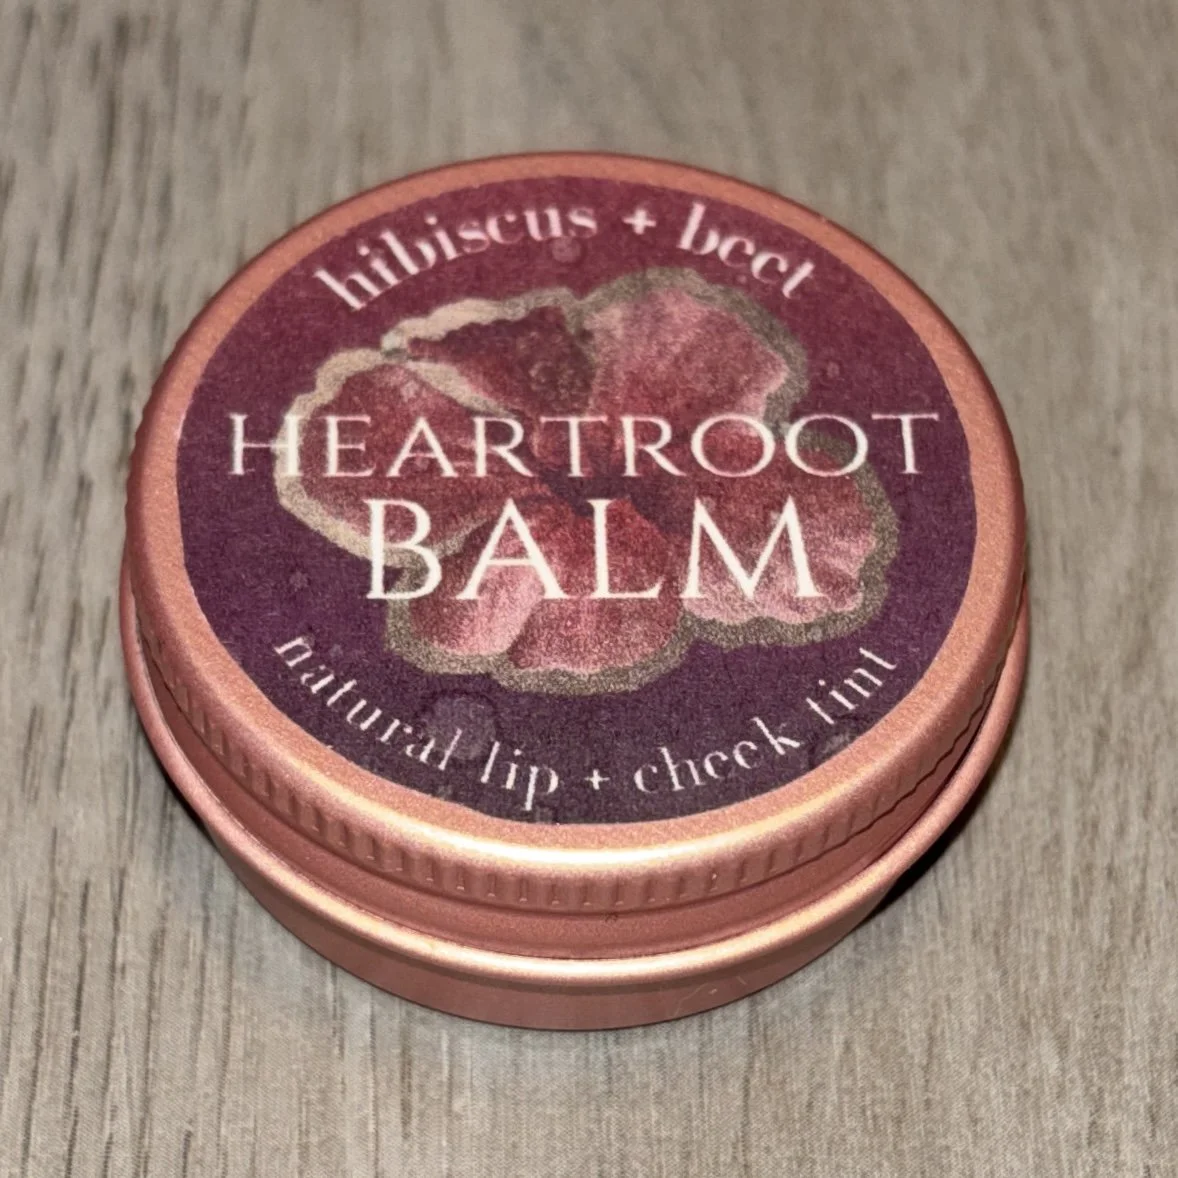 hibiscus + beet
HEARTROOT
BALM
natural lip + cheek tint